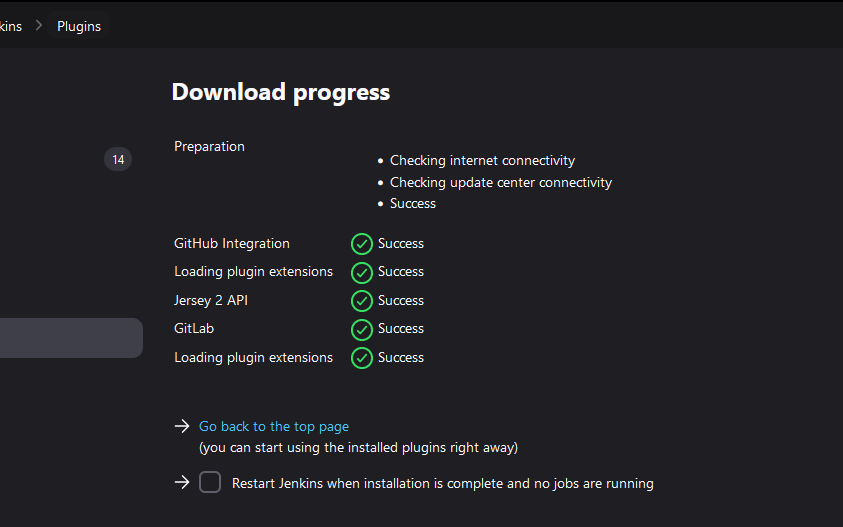 kins > Plugins
Download progress
14
Preparation
• Checking internet connectivity
• Checking update center connectivity
• Success
GitHub Integration Success
Loading plugin extensions Success
Jersey 2 API Success
GitLab Success
Loading plugin extensions Success
→ Go back to the top page
(you can start using the installed plugins right away)
→ Restart Jenkins when installation is complete and no jobs are running